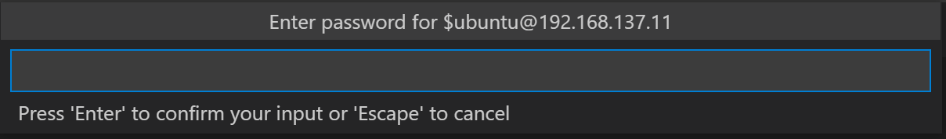 Enter password for $ubuntu@192.168.137.11
Press 'Enter' to confirm your input or 'Escape' to cancel